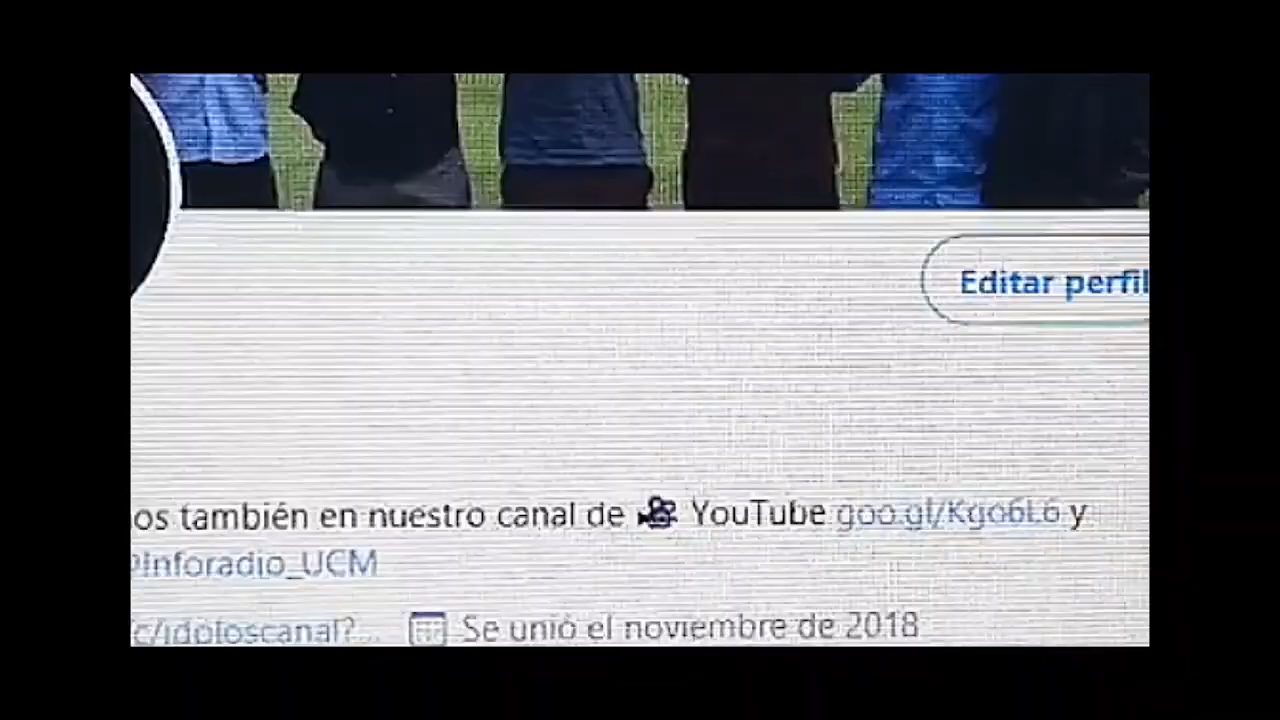 Editar perfil
os también en nuestro canal de YouTube goo.gl/Kgo6L6 y
@Inforadio_UCM
c/idoloscanal?... Se unió el noviembre de 2018